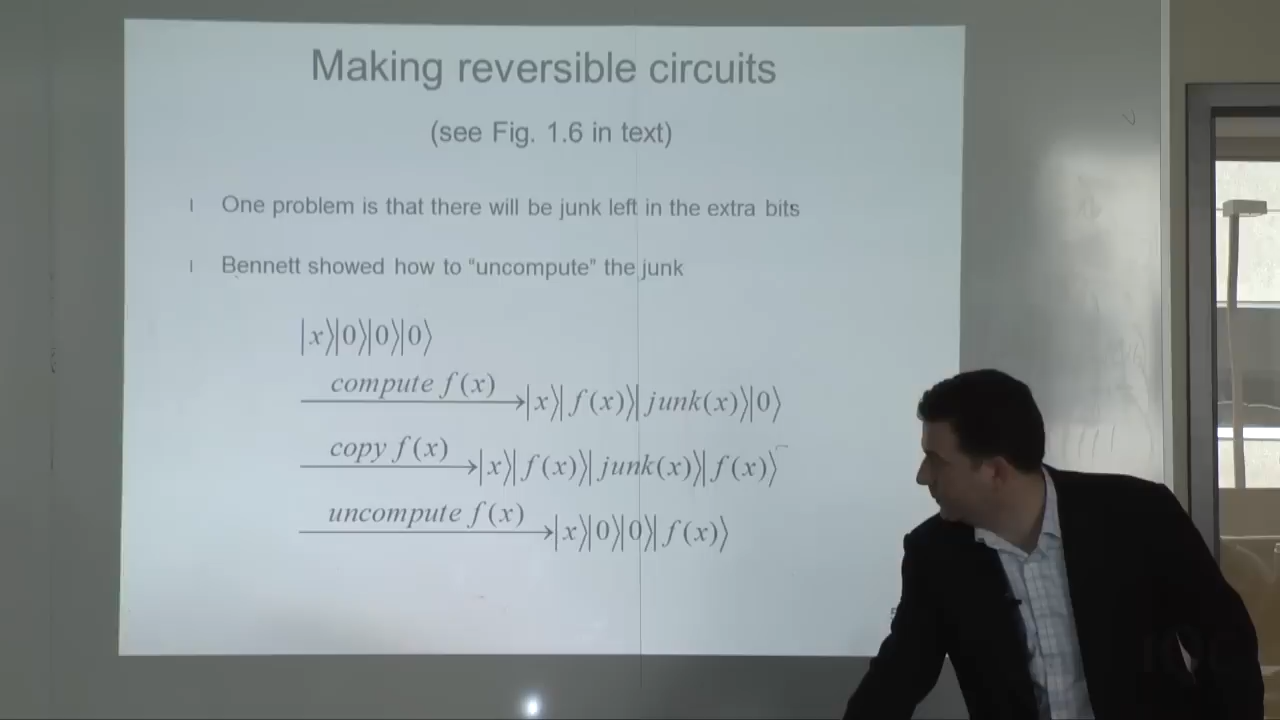 Making reversible circuits
(see Fig. 1.6 in text)
One problem is that there will be junk left in the extra bits
Bennett showed how to “uncompute” the junk
|x⟩|0⟩|0⟩|0⟩
compute f(x) → |x⟩|f(x)⟩|junk(x)⟩|0⟩
copy f(x) → |x⟩|f(x)⟩|junk(x)⟩|f(x)⟩
uncompute f(x) → |x⟩|0⟩|0⟩|f(x)⟩